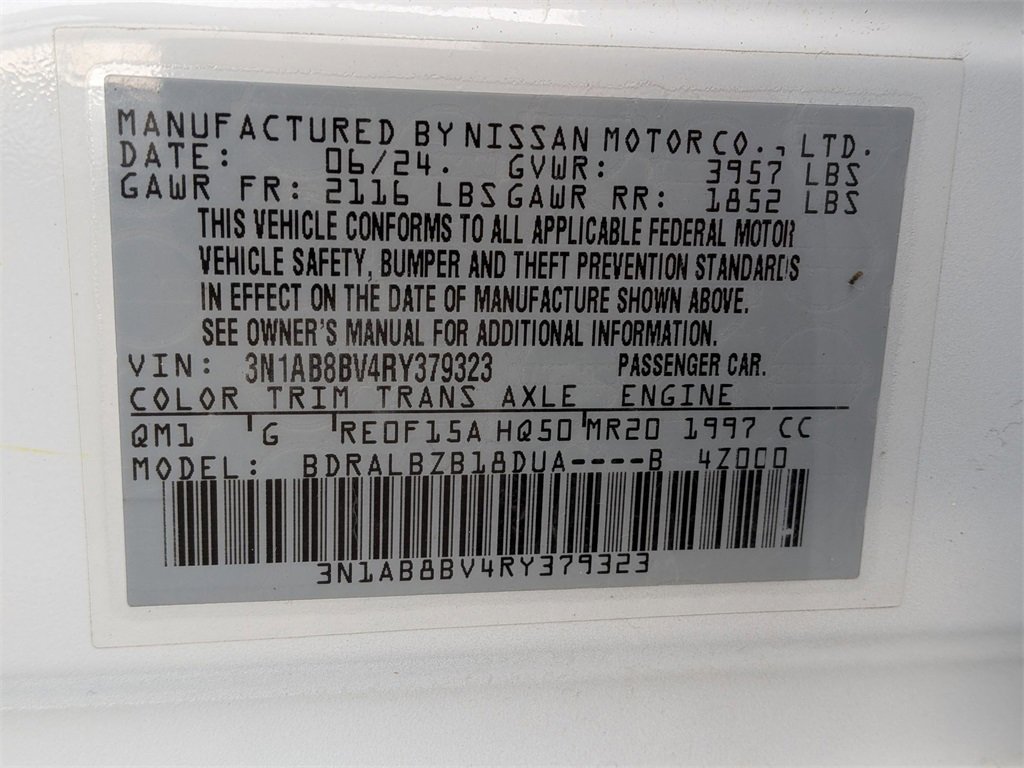 MANUFACTURED BY NISSAN MOTOR CO., LTD.
DATE: 06/24. GVWR: 3957 LBS
GAWR FR: 2116 LBS GAWR RR: 1852 LBS
THIS VEHICLE CONFORMS TO ALL APPLICABLE FEDERAL MOTOR
VEHICLE SAFETY, BUMPER AND THEFT PREVENTION STANDARDS
IN EFFECT ON THE DATE OF MANUFACTURE SHOWN ABOVE.
SEE OWNER'S MANUAL FOR ADDITIONAL INFORMATION.
VIN: 3N1AB8BV4RY379323 PASSENGER CAR.
COLOR TRIM TRANS AXLE ENGINE
QM1 G RE0F15A HQ50 MR20 1997 CC
MODEL: BDRALBZB18DUA----B 4Z000
3N1AB8BV4RY379323